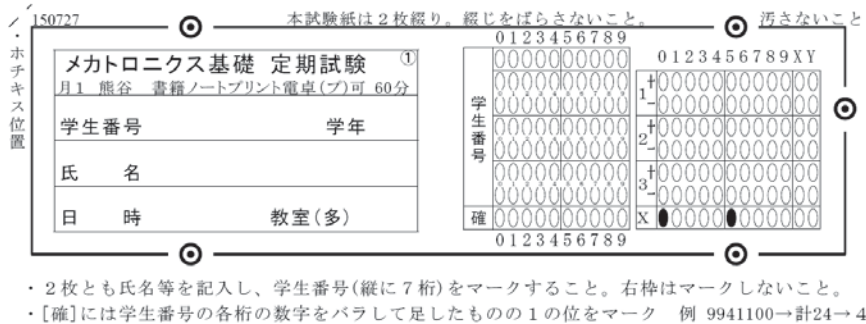 150727
本試験紙は２枚綴り。綴じをばらさないこと。
汚さないこと
・ホチキス位置
メカトロニクス基礎 定期試験 ①
月1 熊谷 書籍ノートプリント電卓(プ)可 60分
学生番号 学年
氏 名
日 時 教室(多)
0123456789
学生番号
確
0123456789
0123456789XY
1 + -
2 + -
3 + -
X
・２枚とも氏名等を記入し、学生番号(縦に７桁)をマークすること。右枠はマークしないこと。
・[確]には学生番号の各桁の数字をバラして足したものの１の位をマーク 例 9941100→計24→4